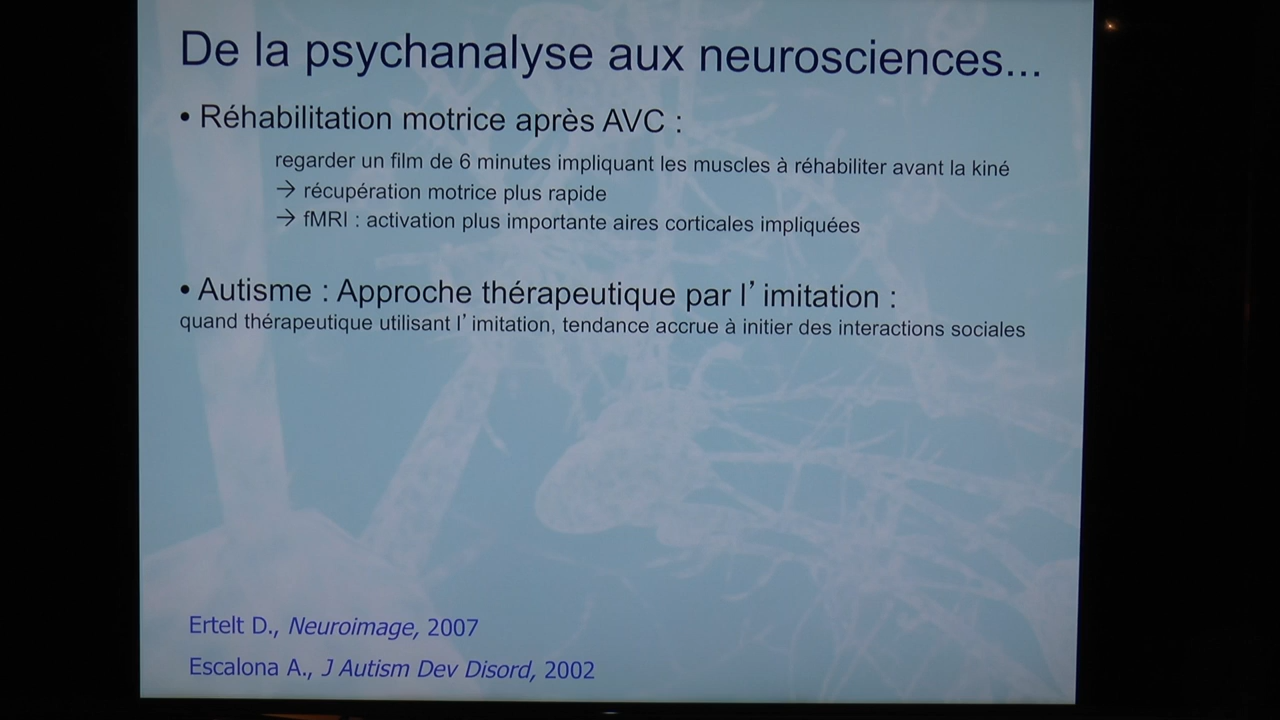 De la psychanalyse aux neurosciences...
• Réhabilitation motrice après AVC :
regarder un film de 6 minutes impliquant les muscles à réhabiliter avant la kiné
→ récupération motrice plus rapide
→ fMRI : activation plus importante aires corticales impliquées
• Autisme : Approche thérapeutique par l’imitation :
quand thérapeutique utilisant l’imitation, tendance accrue à initier des interactions sociales
Ertelt D., Neuroimage, 2007
Escalona A., J Autism Dev Disord, 2002